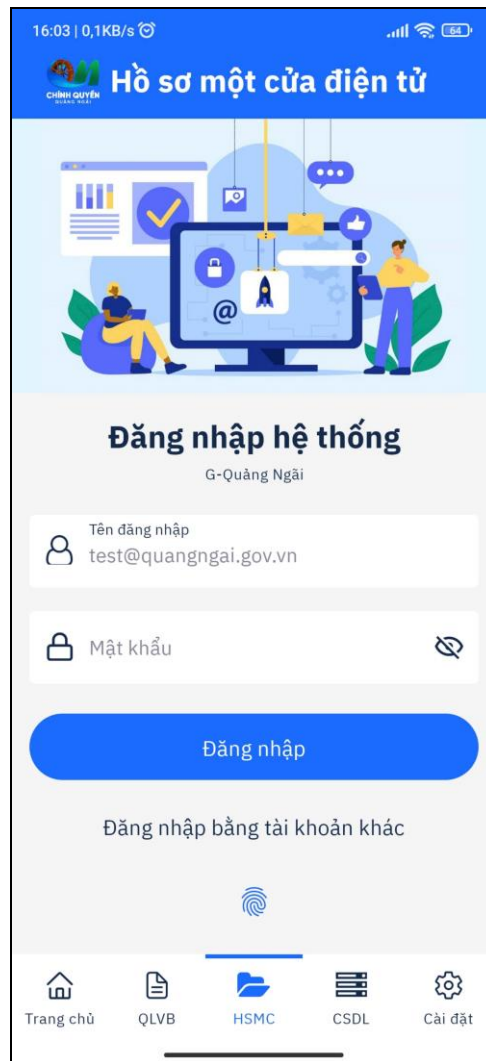 16:03 | 0,1KB/s
64
CHÍNH QUYỀN
QUẢNG NGÃI
Hồ sơ một cửa điện tử
@
Đăng nhập hệ thống
G-Quảng Ngãi
Tên đăng nhập
test@quangngai.gov.vn
Mật khẩu
Đăng nhập
Đăng nhập bằng tài khoản khác
Trang chủ
QLVB
HSMC
CSDL
Cài đặt